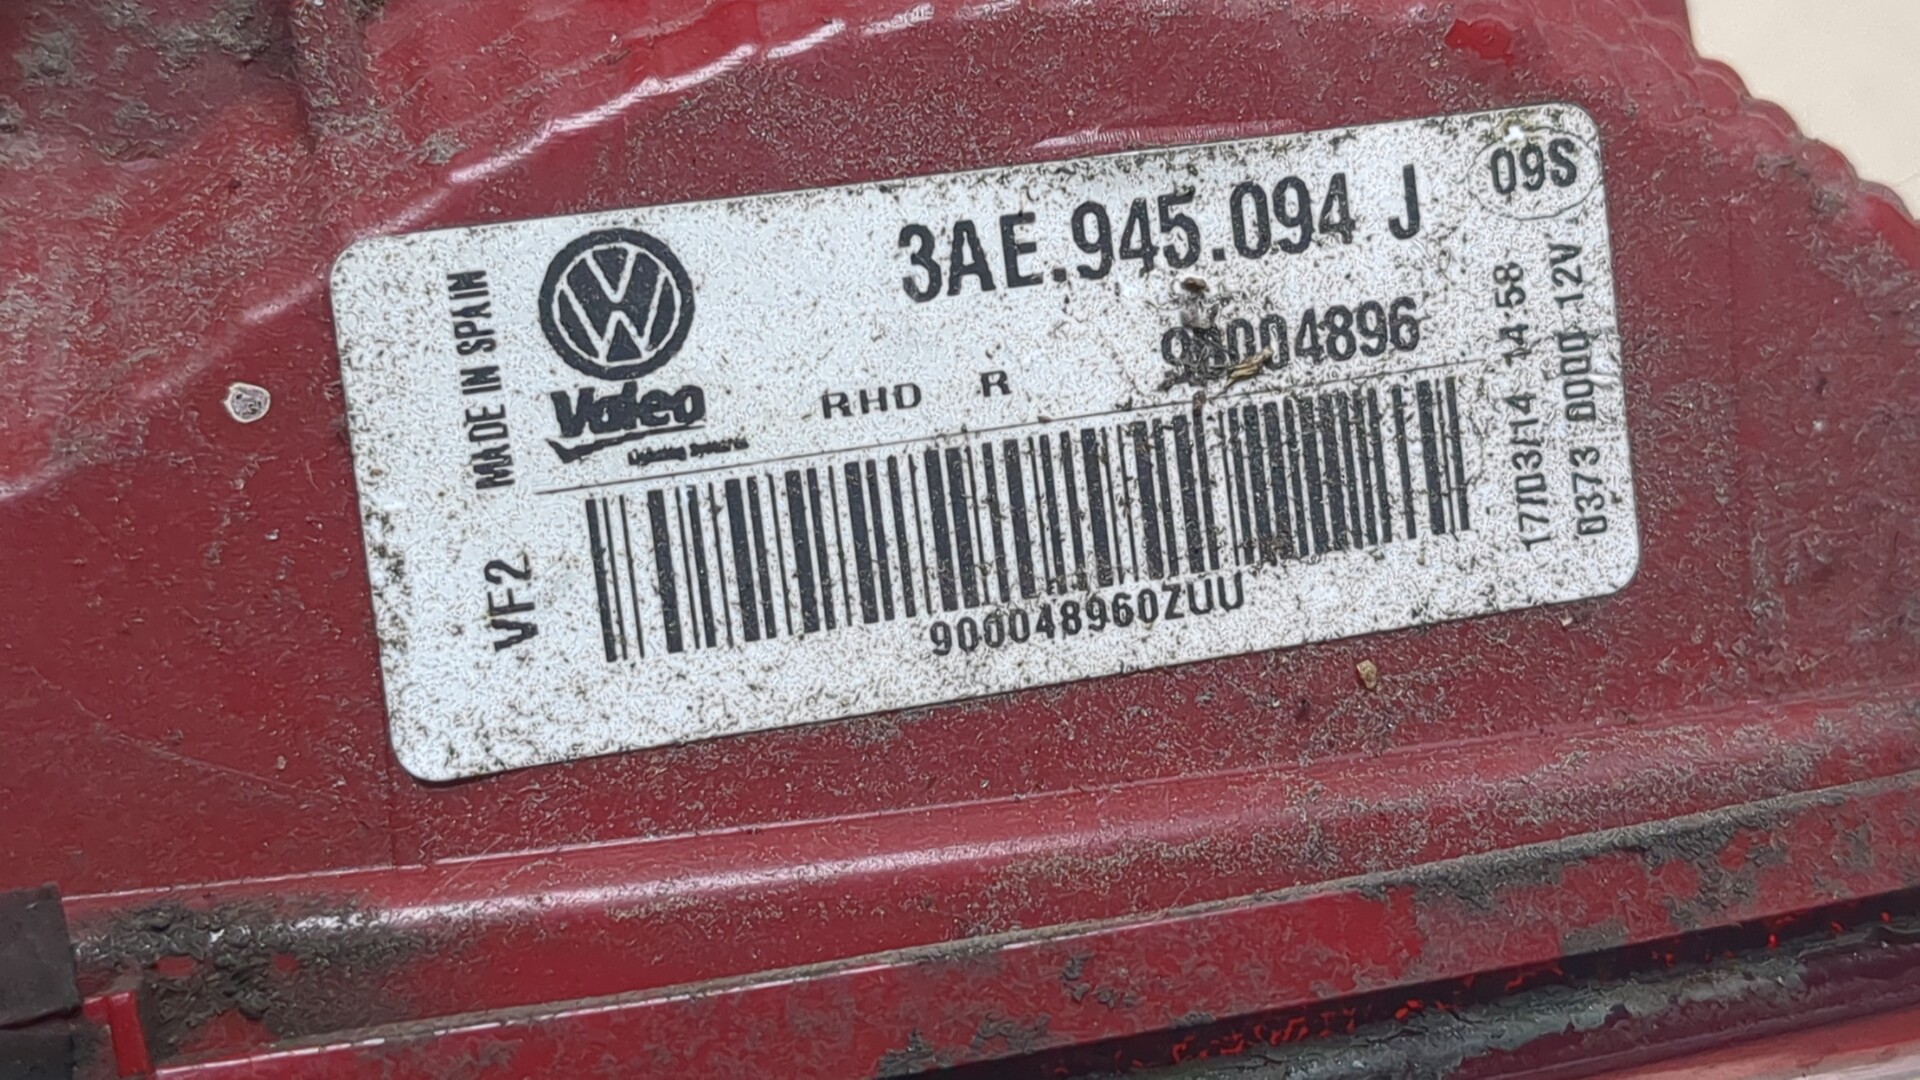 MADE IN SPAIN
VF2
VW
Valeo
3AE.945.094 J
09S
RHD R
90004896
900048960ZUU
17/03/14 14:58
0373 0000 12V